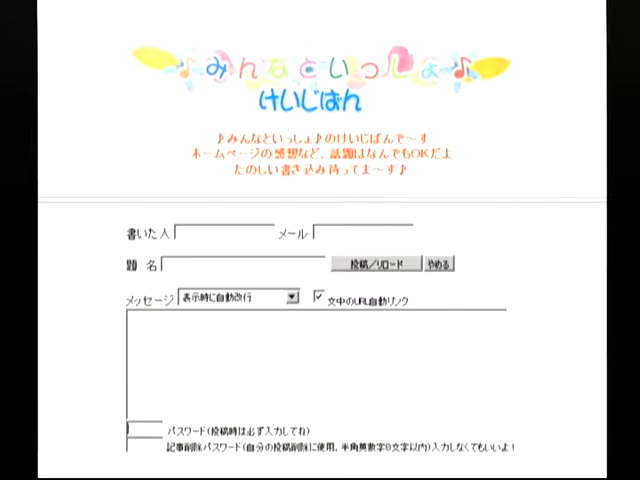 ♪みんなといっしょ♪
けいじばん
♪みんなといっしょ♪のけいじばんで〜す
ホームページの感想など、話題はなんでもOKだよ
たのしい書き込み待ってま〜す♪
書いた人 メール
題 名 投稿/リロード やめる
メッセージ 表示時に自動改行 文中のURL自動リンク
パスワード(投稿時は必ず入力してね)
記事削除パスワード(自分の投稿削除に使用。半角英数字8文字以内)入力しなくてもいいよ!